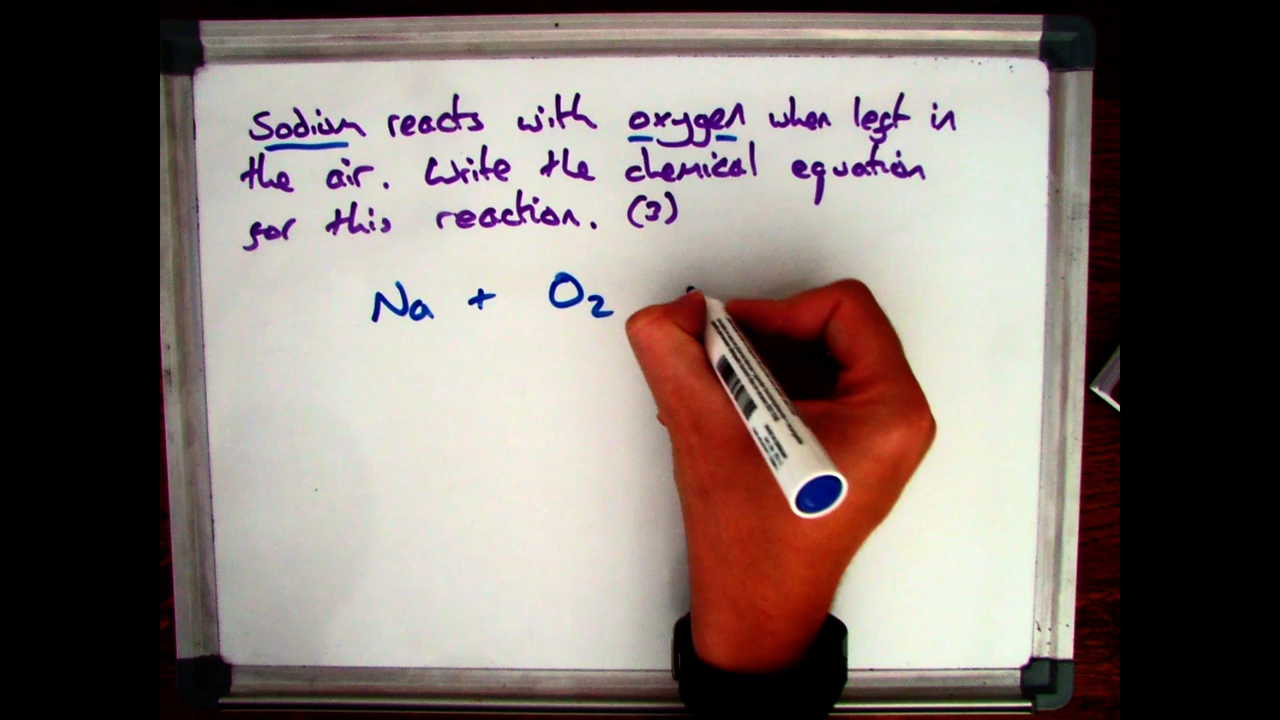 Sodium reacts with oxygen when left in
the air. Write the chemical equation
for this reaction. (3)
Na + O₂